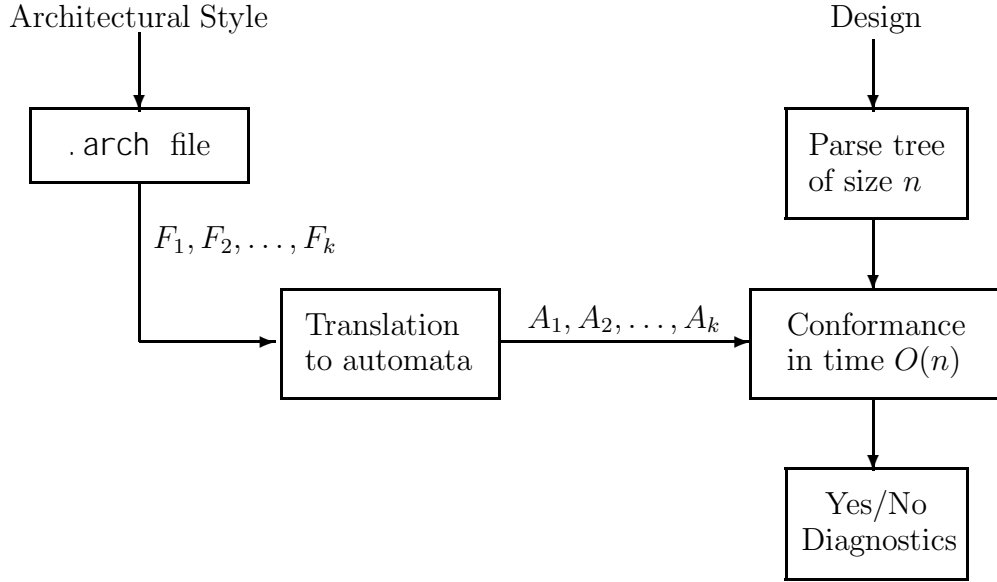 Architectural Style
Design
.arch file
Parse tree
of size n
F₁, F₂, . . . , Fₖ
Translation
to automata
A₁, A₂, . . . , Aₖ
Conformance
in time O(n)
Yes/No
Diagnostics